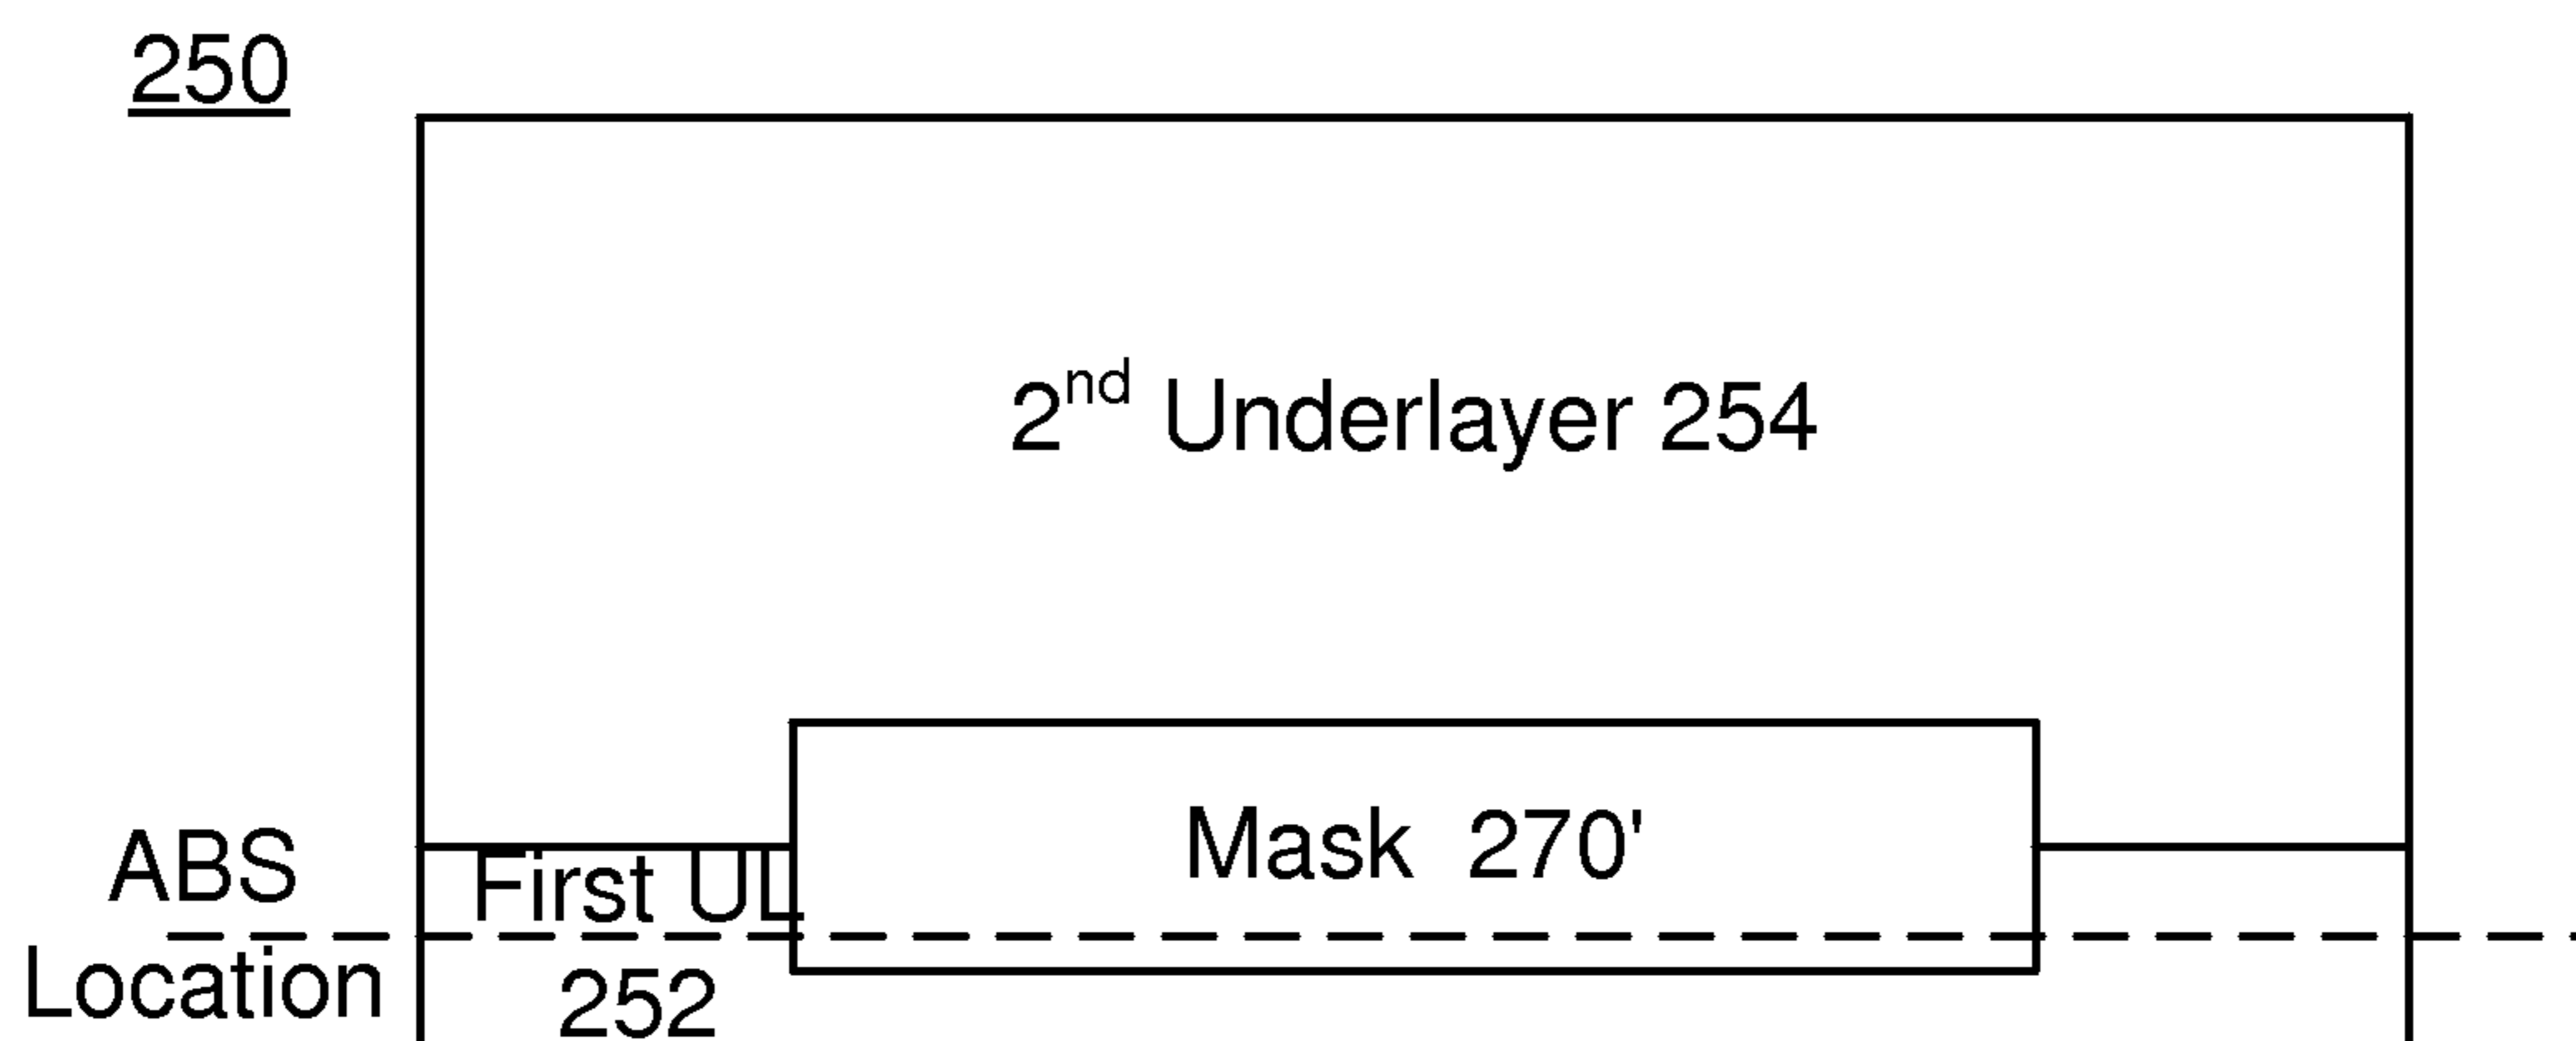 250
2nd Underlayer 254
Mask 270'
ABS
Location
First UL
252